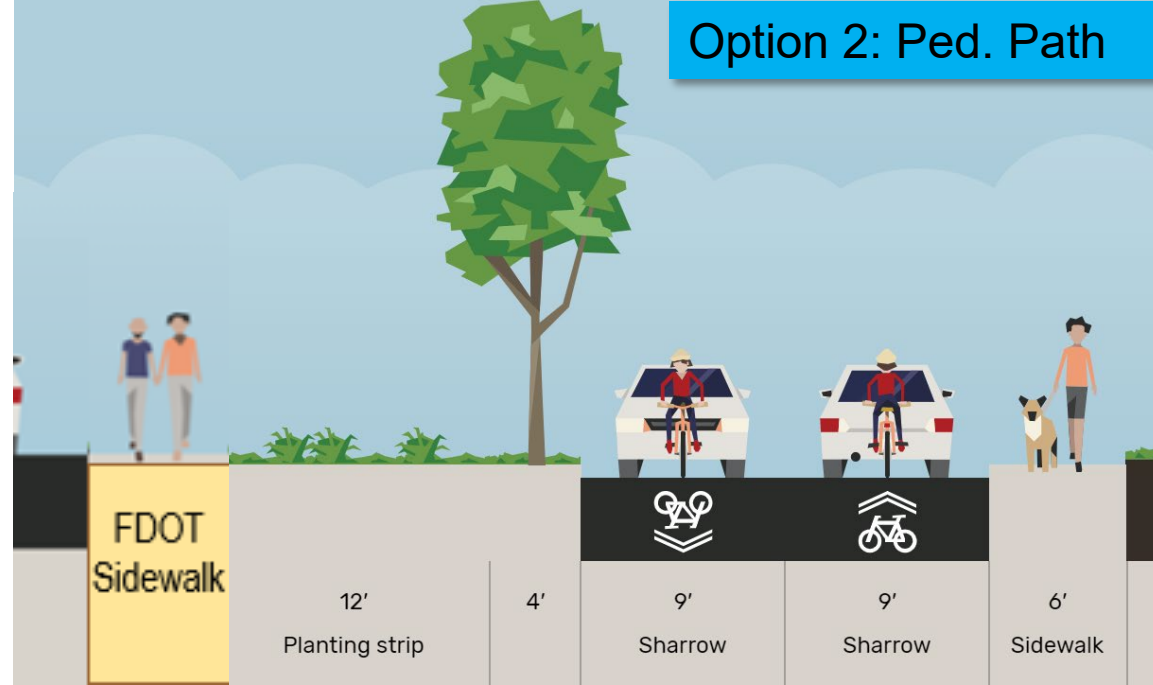 Option 2: Ped. Path
FDOT
Sidewalk
12′
Planting strip
4′
9′
Sharrow
9′
Sharrow
6′
Sidewalk